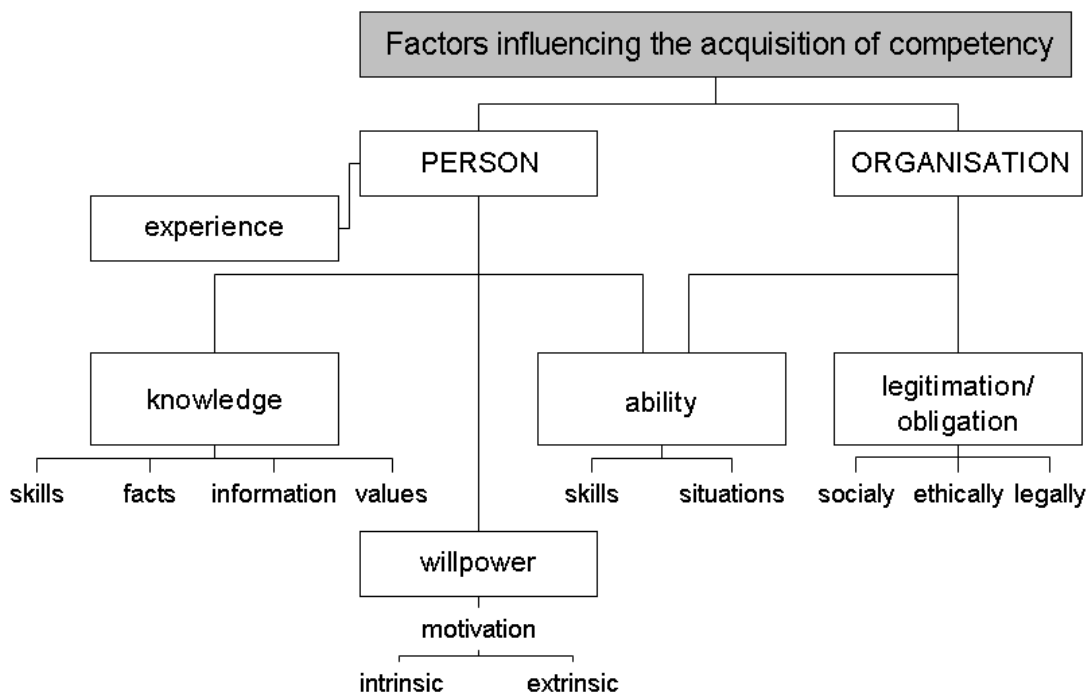 Factors influencing the acquisition of competency
PERSON
ORGANISATION
experience
knowledge
ability
legitimation/
obligation
skills facts information values
skills situations
socialy ethically legally
willpower
motivation
intrinsic extrinsic